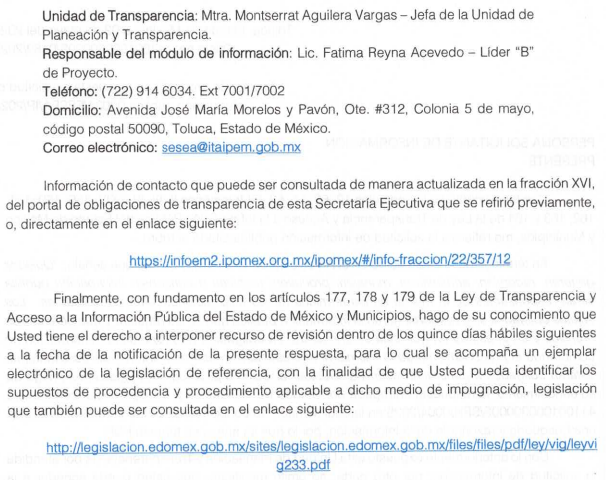 Unidad de Transparencia: Mtra. Montserrat Aguilera Vargas – Jefa de la Unidad de
Planeación y Transparencia.
Responsable del módulo de información: Lic. Fatima Reyna Acevedo – Líder "B"
de Proyecto.
Teléfono: (722) 914 6034. Ext 7001/7002
Domicilio: Avenida José María Morelos y Pavón, Ote. #312, Colonia 5 de mayo,
código postal 50090, Toluca, Estado de México.
Correo electrónico: sesea@itaipem.gob.mx
Información de contacto que puede ser consultada de manera actualizada en la fracción XVI,
del portal de obligaciones de transparencia de esta Secretaría Ejecutiva que se refirió previamente,
o, directamente en el enlace siguiente:
https://infoem2.ipomex.org.mx/ipomex/#/info-fraccion/22/357/12
Finalmente, con fundamento en los artículos 177, 178 y 179 de la Ley de Transparencia y
Acceso a la Información Pública del Estado de México y Municipios, hago de su conocimiento que
Usted tiene el derecho a interponer recurso de revisión dentro de los quince días hábiles siguientes
a la fecha de la notificación de la presente respuesta, para lo cual se acompaña un ejemplar
electrónico de la legislación de referencia, con la finalidad de que Usted pueda identificar los
supuestos de procedencia y procedimiento aplicable a dicho medio de impugnación, legislación
que también puede ser consultada en el enlace siguiente:
http://legislacion.edomex.gob.mx/sites/legislacion.edomex.gob.mx/files/files/pdf/ley/vig/leyvi
g233.pdf